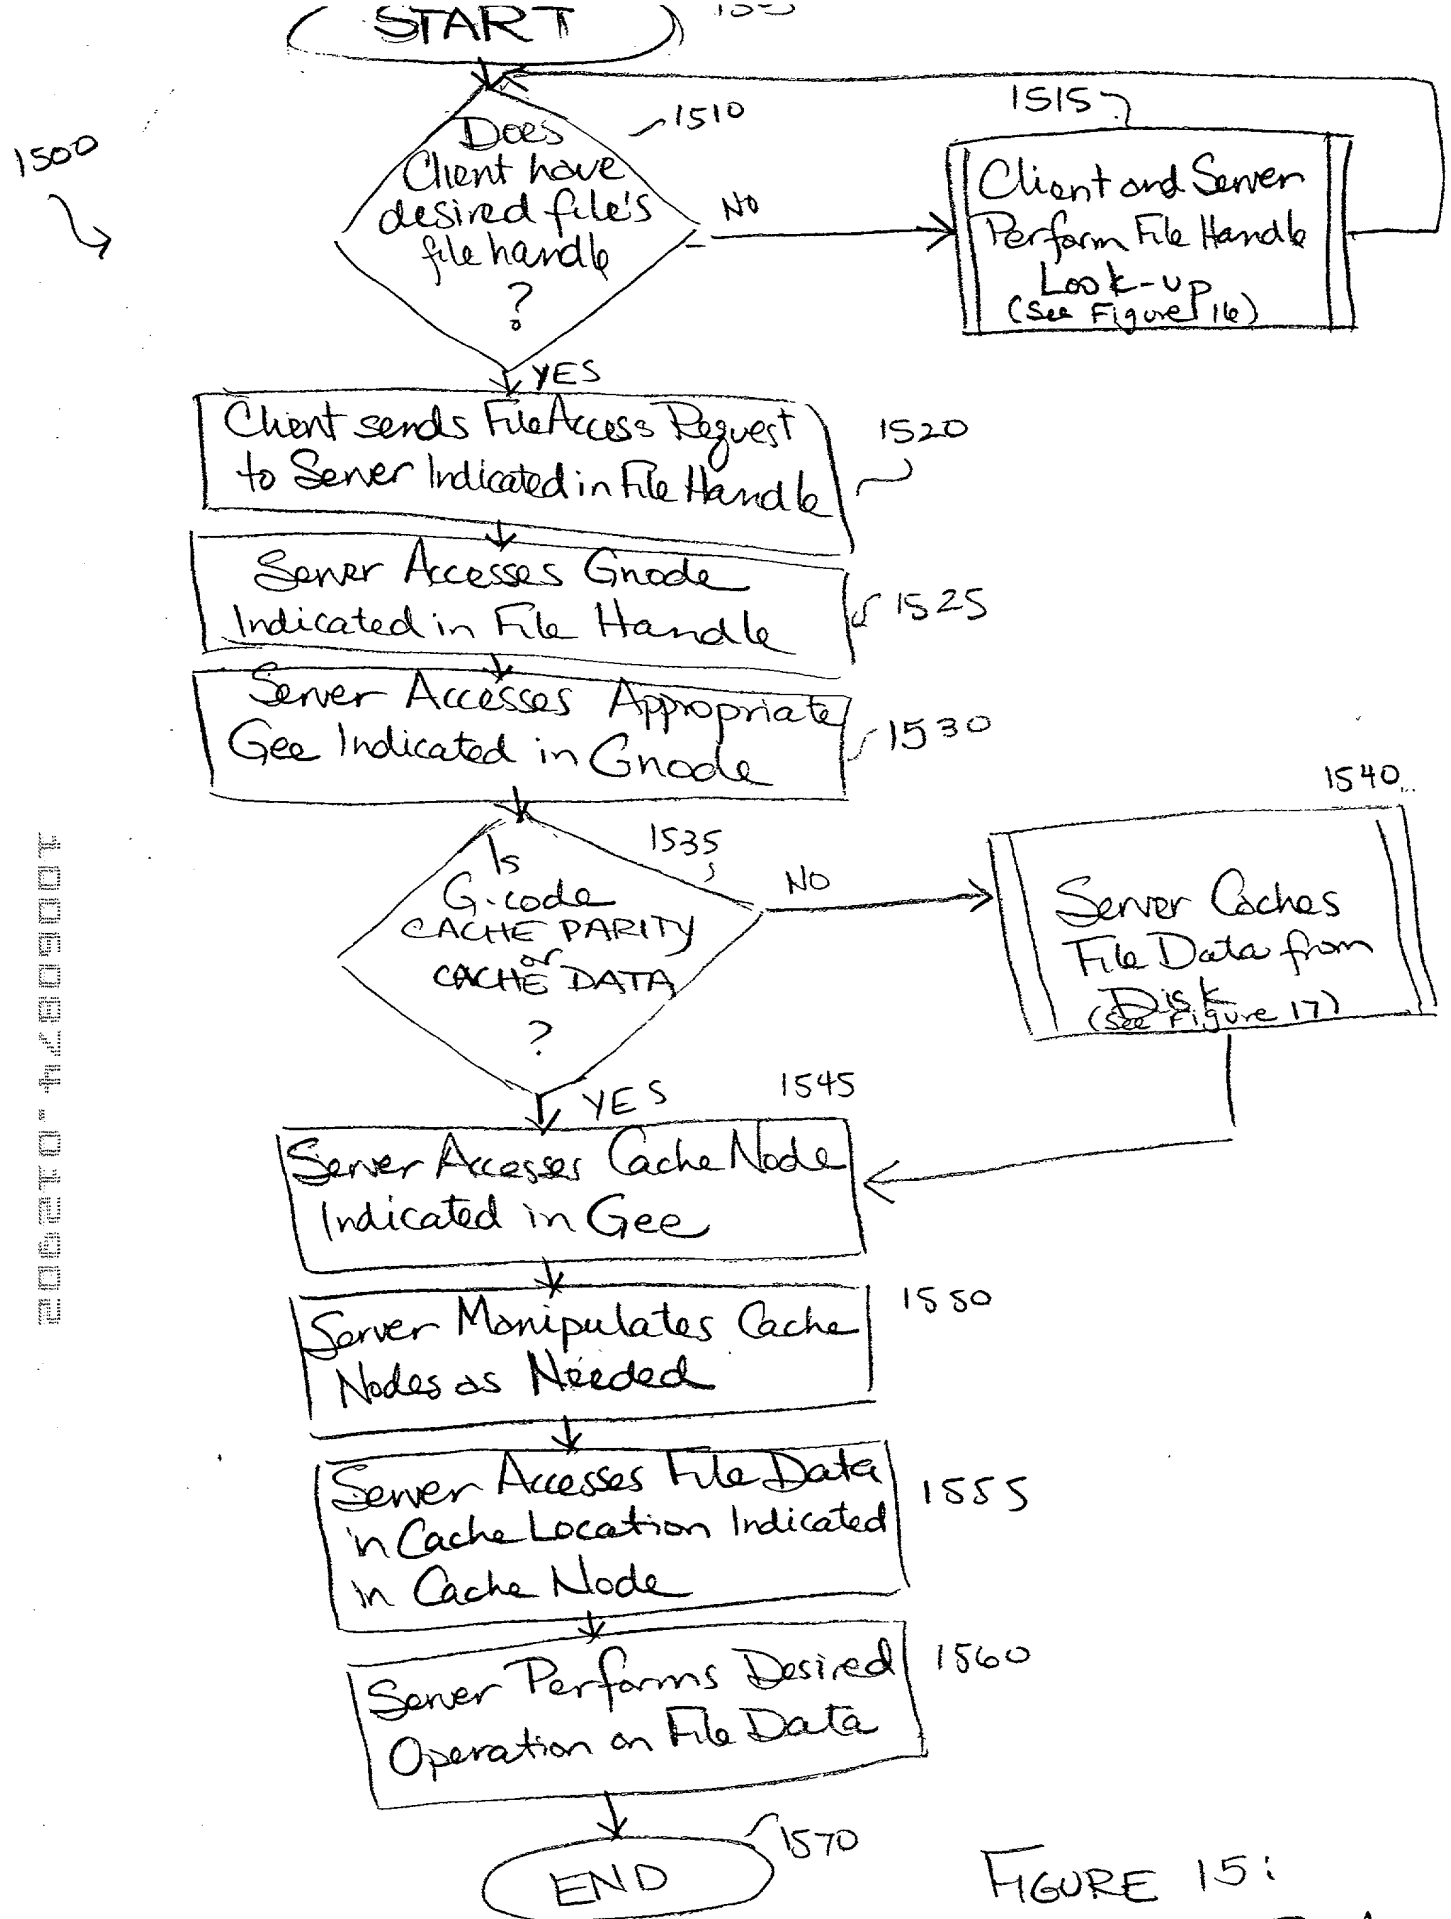 START
1500
Does
Client have
desired file's
file handle
?
1510
NO
1515
Client and Server
Perform File Handle
Look-up
(See Figure 16)
YES
Client sends File Access Request
to Server Indicated in File Handle
1520
Server Accesses Gnode
Indicated in File Handle
1525
Server Accesses Appropriate
Gee Indicated in Gnode
1530
Is
G-code
CACHE PARITY
or
CACHE DATA
?
1535
NO
1540
Server Caches
File Data from
Disk
(See Figure 17)
YES
1545
Server Accesses Cache Node
Indicated in Gee
Server Manipulates Cache
Nodes as Needed
1550
Server Accesses File Data
in Cache Location Indicated
in Cache Node
1555
Server Performs Desired
Operation on File Data
1560
END
1570
FIGURE 15:
10060874.012902